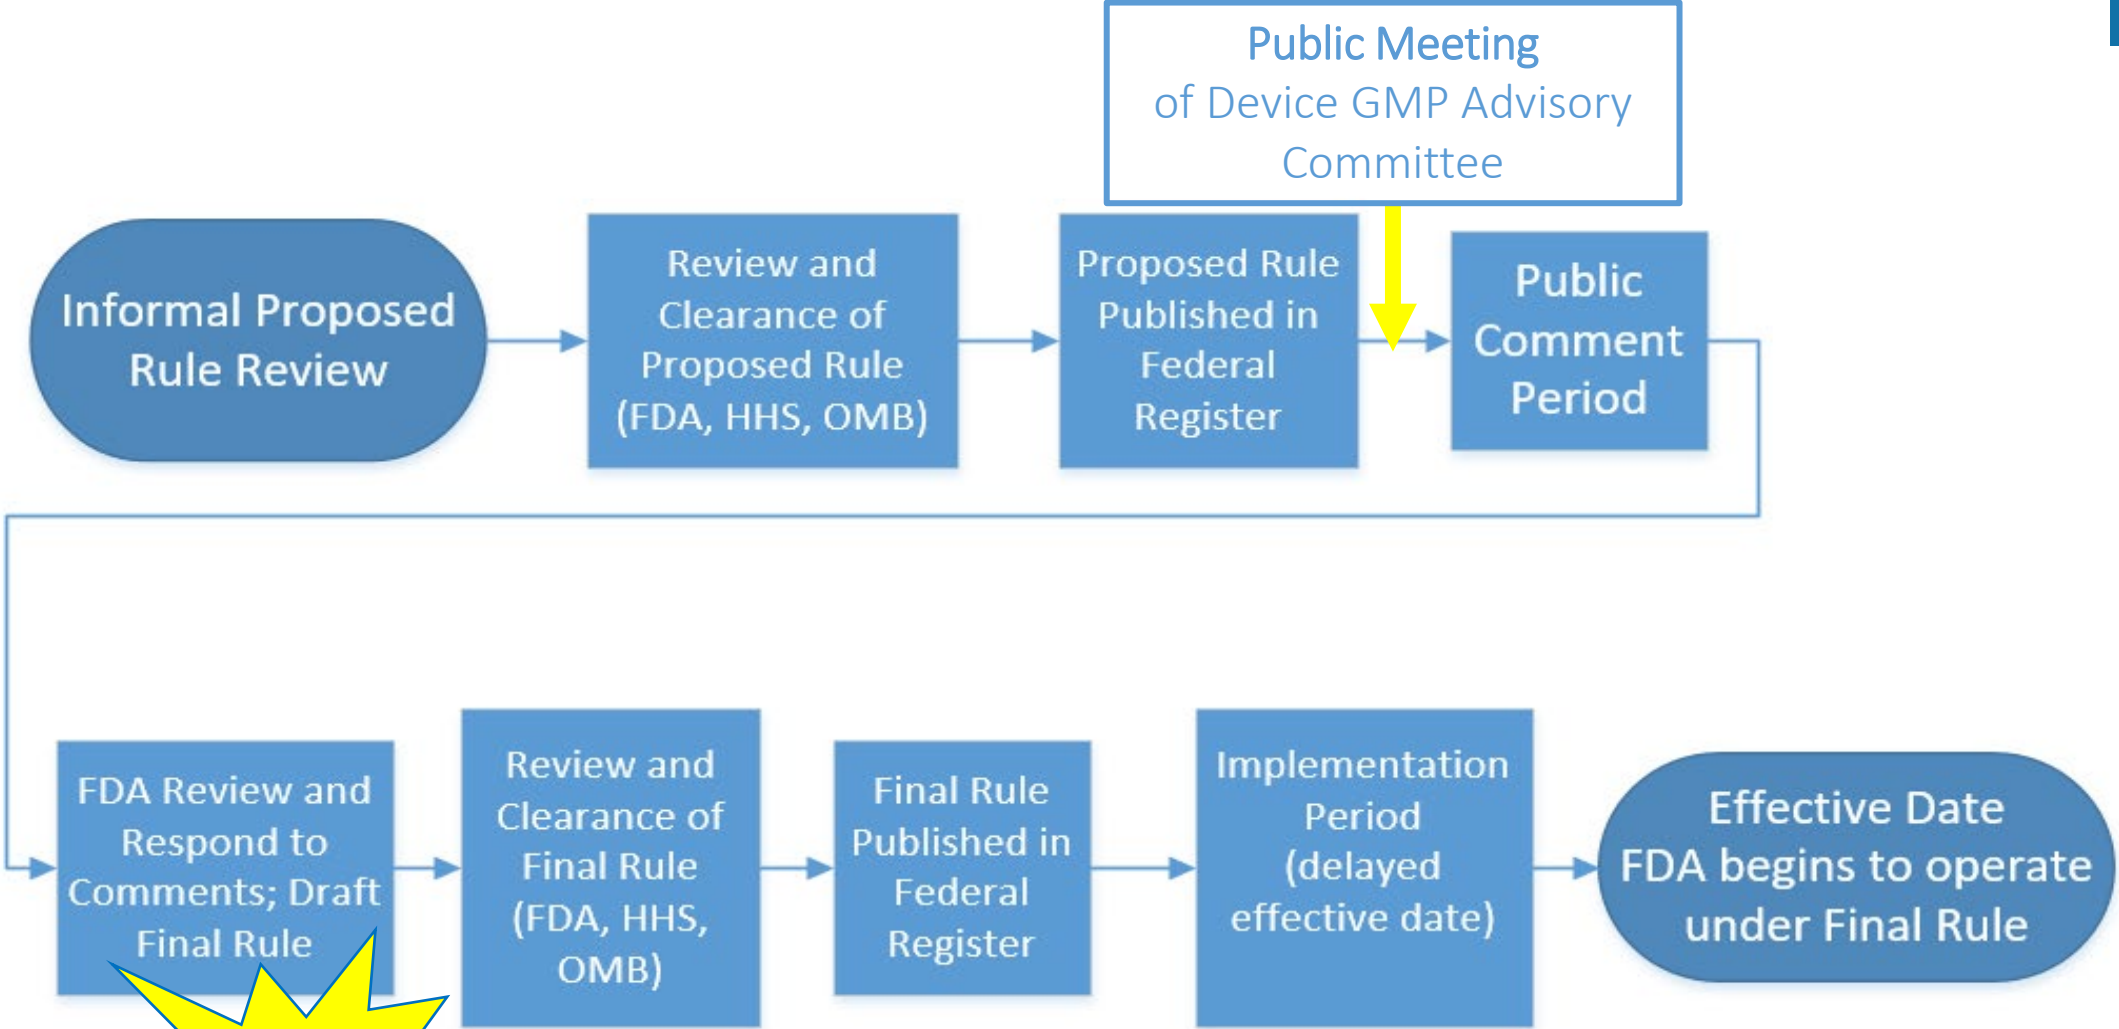 Public Meeting
of Device GMP Advisory
Committee
Informal Proposed
Rule Review
Review and
Clearance of
Proposed Rule
(FDA, HHS, OMB)
Proposed Rule
Published in
Federal
Register
Public
Comment
Period
FDA Review and
Respond to
Comments; Draft
Final Rule
Review and
Clearance of
Final Rule
(FDA, HHS,
OMB)
Final Rule
Published in
Federal
Register
Implementation
Period
(delayed
effective date)
Effective Date
FDA begins to operate
under Final Rule